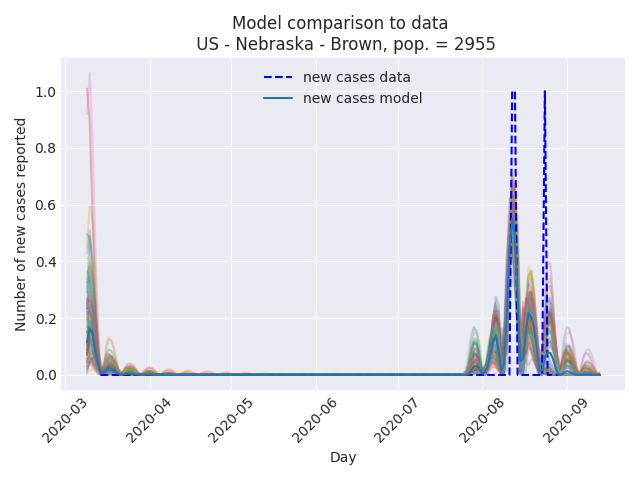 Model comparison to data
US - Nebraska - Brown, pop. = 2955
new cases data
new cases model
Number of new cases reported
1.0
0.8
0.6
0.4
0.2
0.0
2020-03
2020-04
2020-05
2020-06
2020-07
2020-08
2020-09
Day